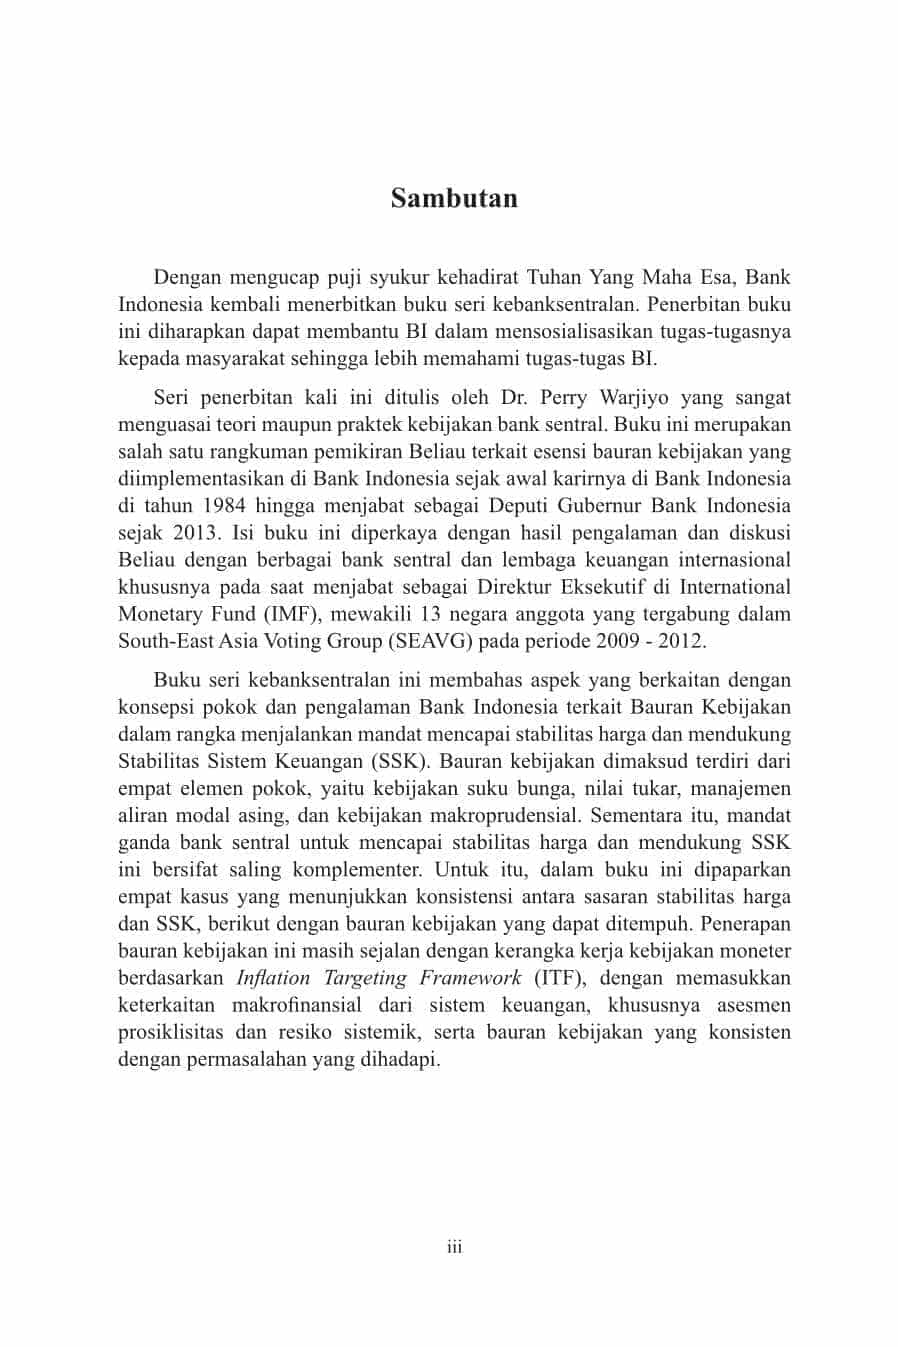 Sambutan
Dengan mengucap puji syukur kehadirat Tuhan Yang Maha Esa, Bank
Indonesia kembali menerbitkan buku seri kebanksentralan. Penerbitan buku
ini diharapkan dapat membantu BI dalam mensosialisasikan tugas-tugasnya
kepada masyarakat sehingga lebih memahami tugas-tugas BI.
Seri penerbitan kali ini ditulis oleh Dr. Perry Warjiyo yang sangat
menguasai teori maupun praktek kebijakan bank sentral. Buku ini merupakan
salah satu rangkuman pemikiran Beliau terkait esensi bauran kebijakan yang
diimplementasikan di Bank Indonesia sejak awal karirnya di Bank Indonesia
di tahun 1984 hingga menjabat sebagai Deputi Gubernur Bank Indonesia
sejak 2013. Isi buku ini diperkaya dengan hasil pengalaman dan diskusi
Beliau dengan berbagai bank sentral dan lembaga keuangan internasional
khususnya pada saat menjabat sebagai Direktur Eksekutif di International
Monetary Fund (IMF), mewakili 13 negara anggota yang tergabung dalam
South-East Asia Voting Group (SEAVG) pada periode 2009 - 2012.
Buku seri kebanksentralan ini membahas aspek yang berkaitan dengan
konsepsi pokok dan pengalaman Bank Indonesia terkait Bauran Kebijakan
dalam rangka menjalankan mandat mencapai stabilitas harga dan mendukung
Stabilitas Sistem Keuangan (SSK). Bauran kebijakan dimaksud terdiri dari
empat elemen pokok, yaitu kebijakan suku bunga, nilai tukar, manajemen
aliran modal asing, dan kebijakan makroprudensial. Sementara itu, mandat
ganda bank sentral untuk mencapai stabilitas harga dan mendukung SSK
ini bersifat saling komplementer. Untuk itu, dalam buku ini dipaparkan
empat kasus yang menunjukkan konsistensi antara sasaran stabilitas harga
dan SSK, berikut dengan bauran kebijakan yang dapat ditempuh. Penerapan
bauran kebijakan ini masih sejalan dengan kerangka kerja kebijakan moneter
berdasarkan Inflation Targeting Framework (ITF), dengan memasukkan
keterkaitan makrofinansial dari sistem keuangan, khususnya asesmen
prosiklisitas dan resiko sistemik, serta bauran kebijakan yang konsisten
dengan permasalahan yang dihadapi.
iii